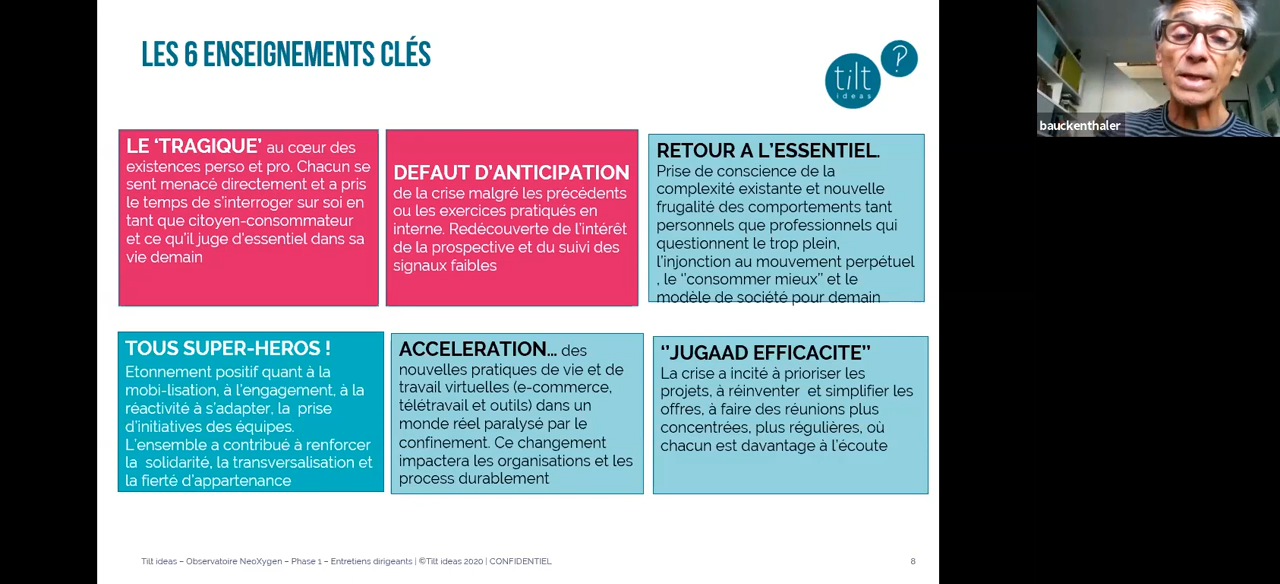 LES 6 ENSEIGNEMENTS CLÉS
tilt
ideas
?
bauckenthaler
LE ‘TRAGIQUE’ au cœur des
existences perso et pro. Chacun se
sent menacé directement et a pris
le temps de s’interroger sur soi en
tant que citoyen-consommateur
et ce qu’il juge d’essentiel dans sa
vie demain
DEFAUT D’ANTICIPATION
de la crise malgré les précédents
ou les exercices pratiqués en
interne. Redécouverte de l’intérêt
de la prospective et du suivi des
signaux faibles
RETOUR A L’ESSENTIEL.
Prise de conscience de la
complexité existante et nouvelle
frugalité des comportements tant
personnels que professionnels qui
questionnent le trop plein,
l’injonction au mouvement perpétuel
, le ‘’consommer mieux’’ et le
modèle de société pour demain
TOUS SUPER-HEROS !
Etonnement positif quant à la
mobi-lisation, à l’engagement, à la
réactivité à s’adapter, la prise
d’initiatives des équipes.
L’ensemble a contribué à renforcer
la solidarité, la transversalisation et
la fierté d’appartenance
ACCELERATION… des
nouvelles pratiques de vie et de
travail virtuelles (e-commerce,
télétravail et outils) dans un
monde réel paralysé par le
confinement. Ce changement
impactera les organisations et les
process durablement
‘’JUGAAD EFFICACITE’’
La crise a incité à prioriser les
projets, à réinventer et simplifier les
offres, à faire des réunions plus
concentrées, plus régulières, où
chacun est davantage à l’écoute
Tilt ideas – Observatoire NeoXygen – Phase 1 – Entretiens dirigeants | ©Tilt ideas 2020 | CONFIDENTIEL
8